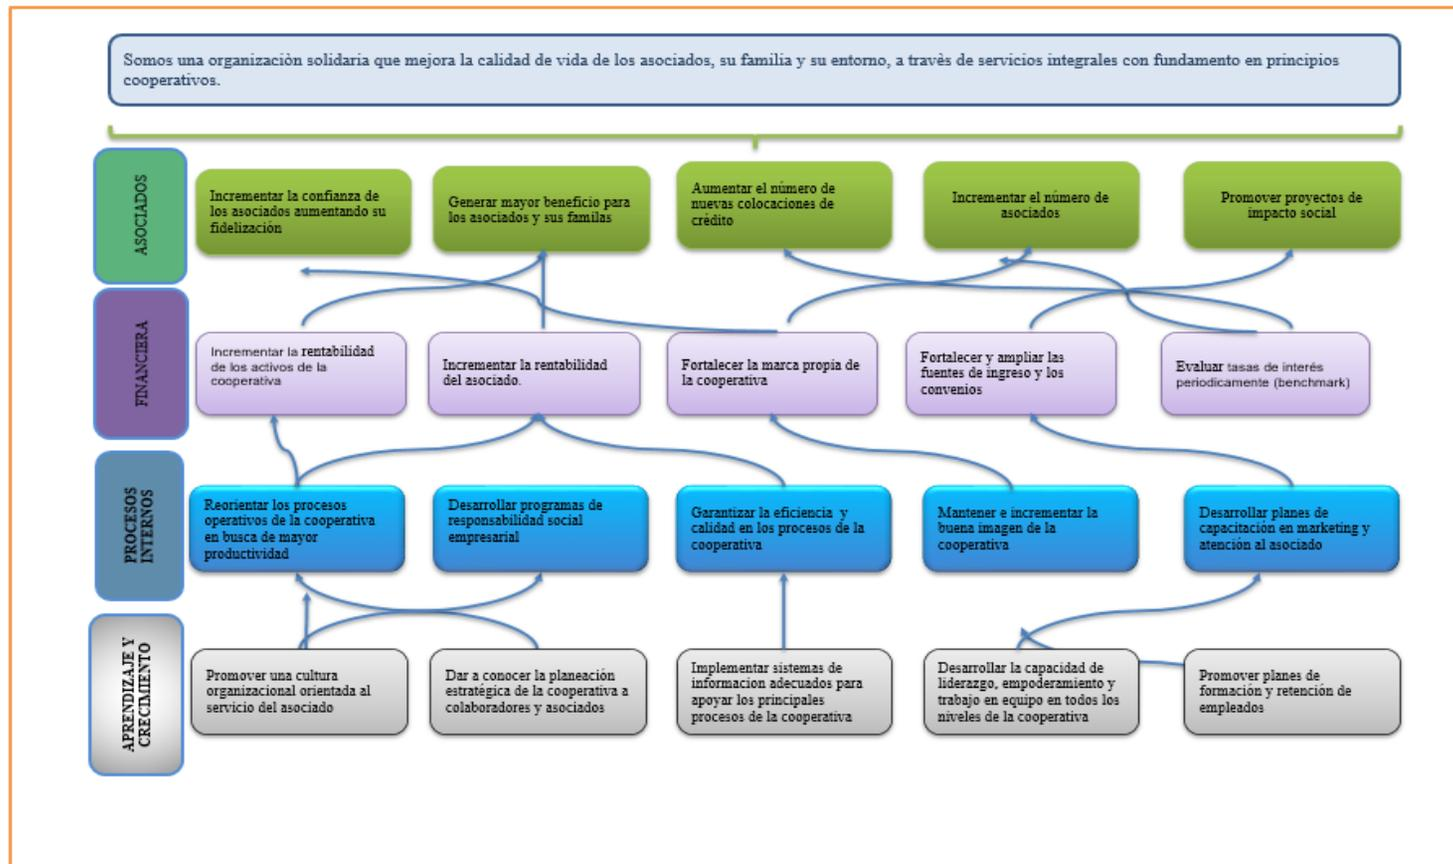 Somos una organizaciòn solidaria que mejora la calidad de vida de los asociados, su familia y su entorno, a travès de servicios integrales con fundamento en principios
cooperativos.
ASOCIADOS
Incrementar la confianza de
los asociados aumentando su
fidelización
Generar mayor beneficio para
los asociados y sus familas
Aumentar el número de
nuevas colocaciones de
crédito
Incrementar el número de
asociados
Promover proyectos de
impacto social
FINANCIERA
Incrementar la rentabilidad
de los activos de la
cooperativa
Incrementar la rentabilidad
del asociado.
Fortalecer la marca propia de
la cooperativa
Fortalecer y ampliar las
fuentes de ingreso y los
convenios
Evaluar tasas de interés
periodicamente (benchmark)
PROCESOS
INTERNOS
Reorientar los procesos
operativos de la cooperativa
en busca de mayor
productividad
Desarrollar programas de
responsabilidad social
empresarial
Garantizar la eficiencia y
calidad en los procesos de la
cooperativa
Mantener e incrementar la
buena imagen de la
cooperativa
Desarrollar planes de
capacitación en marketing y
atención al asociado
APRENDIZAJE Y
CRECIMIENTO
Promover una cultura
organizacional orientada al
servicio del asociado
Dar a conocer la planeación
estratégica de la cooperativa a
colaboradores y asociados
Implementar sistemas de
informacion adecuados para
apoyar los principales
procesos de la cooperativa
Desarrollar la capacidad de
liderazgo, empoderamiento y
trabajo en equipo en todos los
niveles de la cooperativa
Promover planes de
formación y retención de
empleados